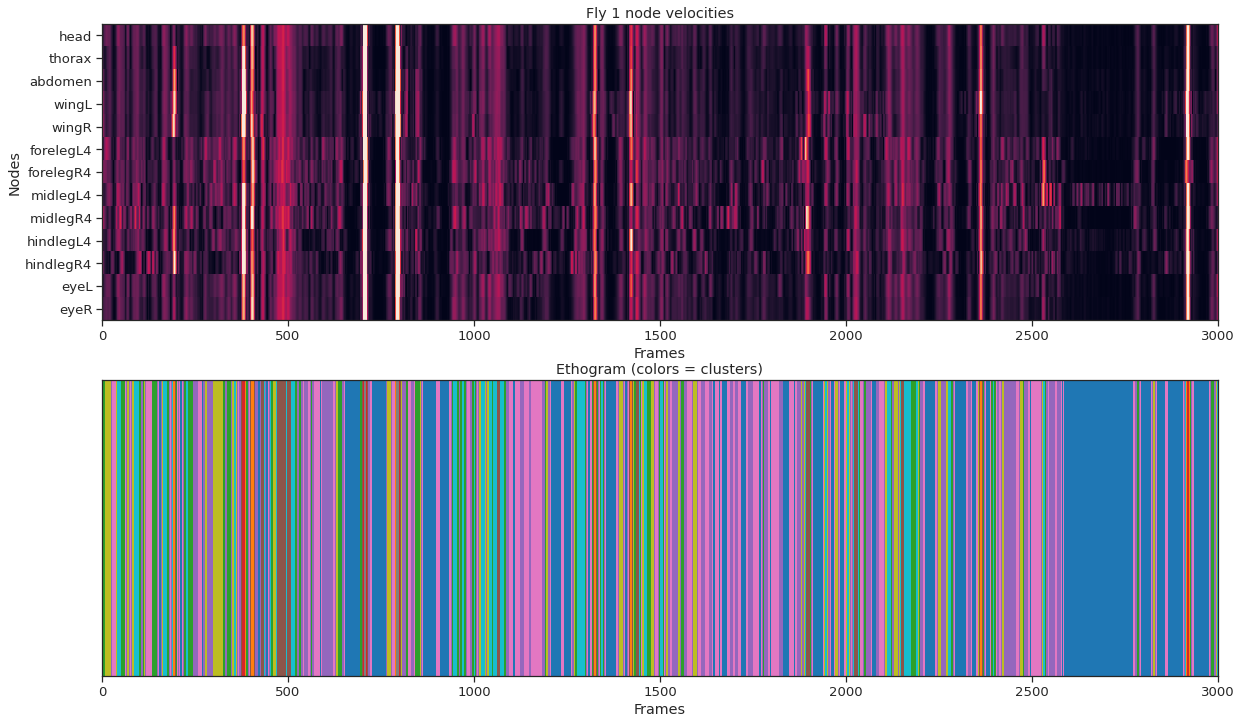 Fly 1 node velocities
Nodes
head
thorax
abdomen
wingL
wingR
forelegL4
forelegR4
midlegL4
midlegR4
hindlegL4
hindlegR4
eyeL
eyeR
0 500 1000 1500 2000 2500 3000
Frames
Ethogram (colors = clusters)
0 500 1000 1500 2000 2500 3000
Frames